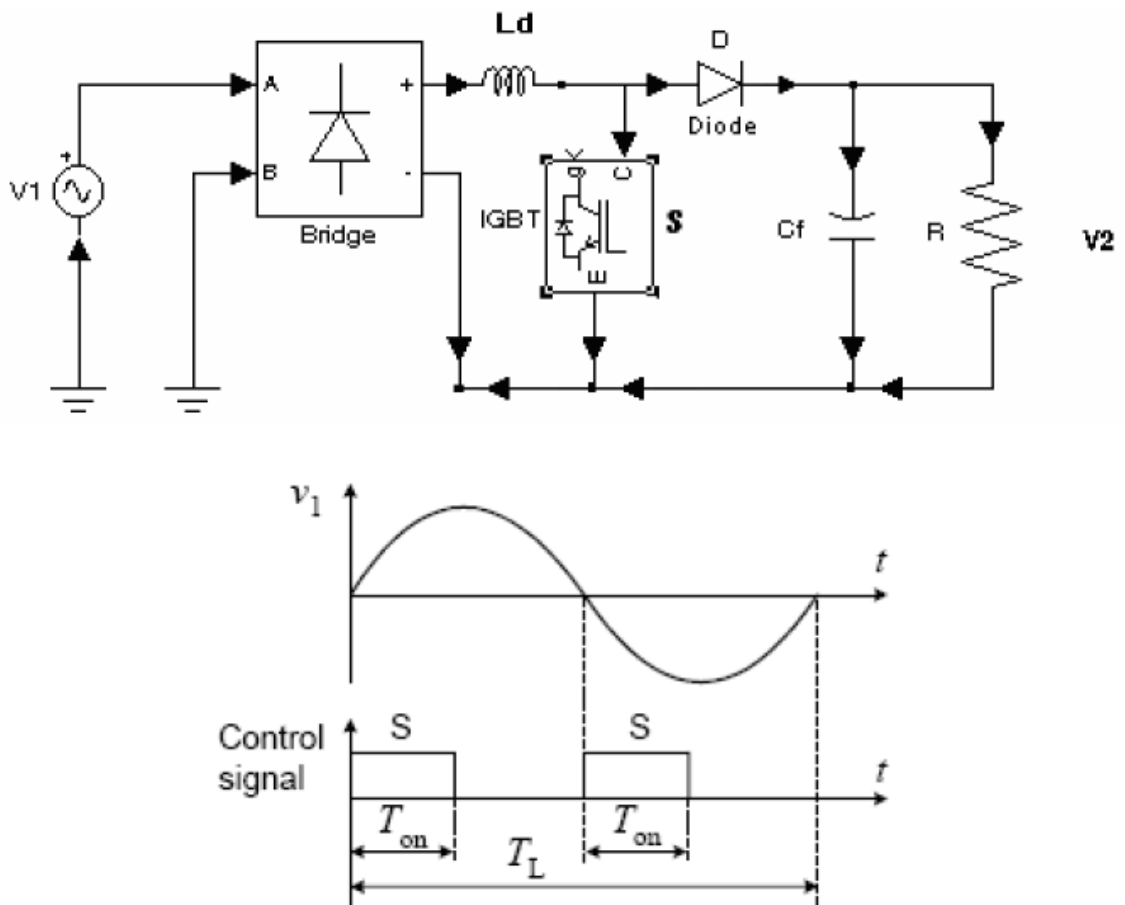 Ld
D
A
+
Diode
+
V1
B
-
Bridge
g
C
IGBT
S
E
Cf
R
V2
v1
t
Control
signal
S
S
t
Ton
Ton
TL